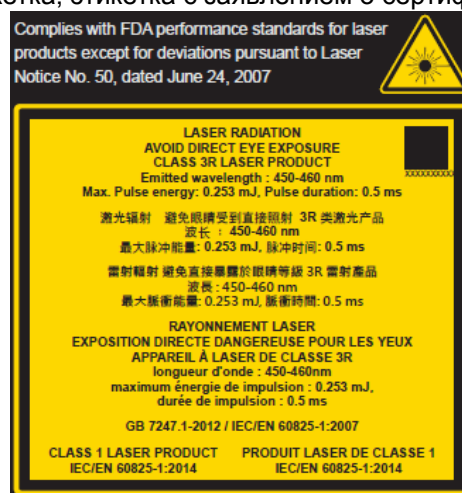 этикетка с заявлением о
Complies with FDA performance standards for laser
products except for deviations pursuant to Laser
Notice No. 50, dated June 24, 2007
LASER RADIATION
AVOID DIRECT EYE EXPOSURE
CLASS 3R LASER PRODUCT
Emitted wavelength : 450-460 nm
Max. Pulse energy: 0.253 mJ, Pulse duration: 0.5 ms
XXXXXXXXXX
激光辐射 避免眼睛受到直接照射 3R 类激光产品
波长 : 450-460 nm
最大脉冲能量: 0.253 mJ, 脉冲时间: 0.5 ms
雷射輻射 避免直接暴露於眼睛等級 3R 雷射產品
波長 : 450-460 nm
最大脈衝能量: 0.253 mJ, 脈衝時間: 0.5 ms
RAYONNEMENT LASER
EXPOSITION DIRECTE DANGEREUSE POUR LES YEUX
APPAREIL À LASER DE CLASSE 3R
longueur d'onde : 450-460nm
maximum énergie de impulsion : 0.253 mJ,
durée de impulsion : 0.5 ms
GB 7247.1-2012 / IEC/EN 60825-1:2007
CLASS 1 LASER PRODUCT PRODUIT LASER DE CLASSE 1
IEC/EN 60825-1:2014 IEC/EN 60825-1:2014